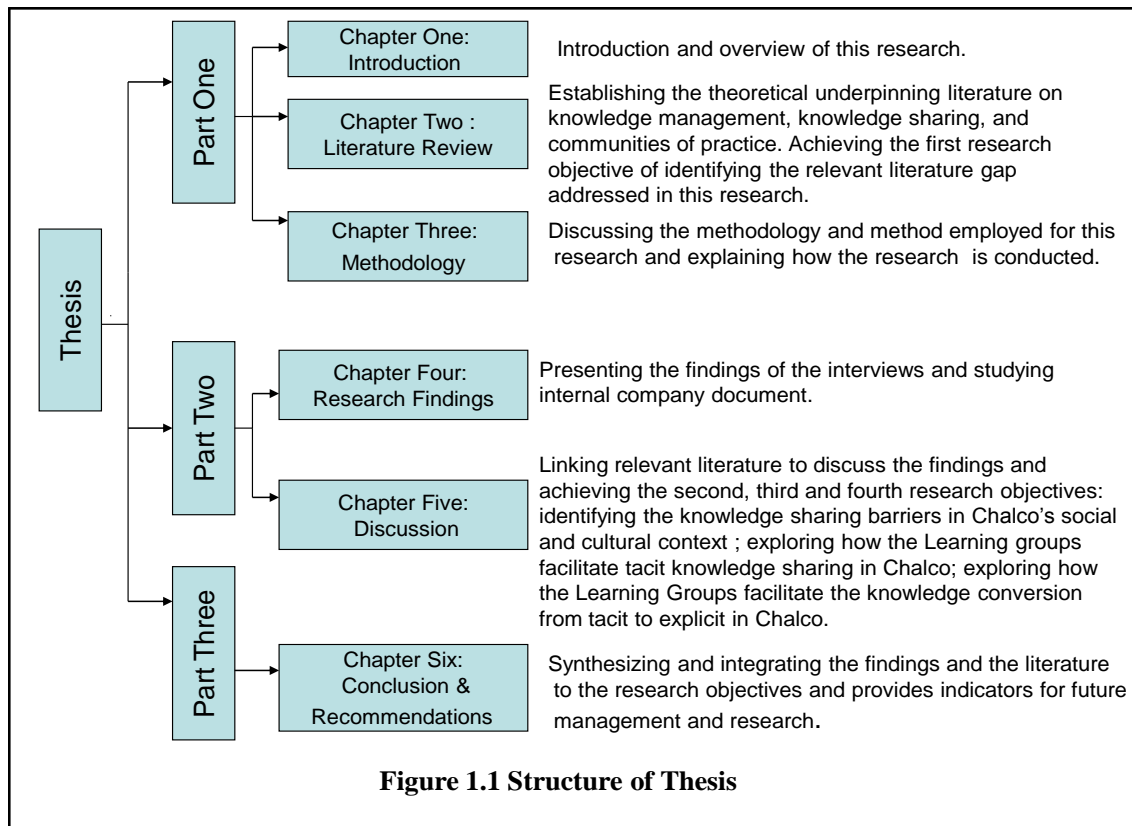 Thesis
Part One
Chapter One:
Introduction
Introduction and overview of this research.
Chapter Two :
Literature Review
Establishing the theoretical underpinning literature on
knowledge management, knowledge sharing, and
communities of practice. Achieving the first research
objective of identifying the relevant literature gap
addressed in this research.
Chapter Three:
Methodology
Discussing the methodology and method employed for this
research and explaining how the research is conducted.
Part Two
Chapter Four:
Research Findings
Presenting the findings of the interviews and studying
internal company document.
Chapter Five:
Discussion
Linking relevant literature to discuss the findings and
achieving the second, third and fourth research objectives:
identifying the knowledge sharing barriers in Chalco's social
and cultural context ; exploring how the Learning groups
facilitate tacit knowledge sharing in Chalco; exploring how
the Learning Groups facilitate the knowledge conversion
from tacit to explicit in Chalco.
Part Three
Chapter Six:
Conclusion &
Recommendations
Synthesizing and integrating the findings and the literature
to the research objectives and provides indicators for future
management and research.
Figure 1.1 Structure of Thesis